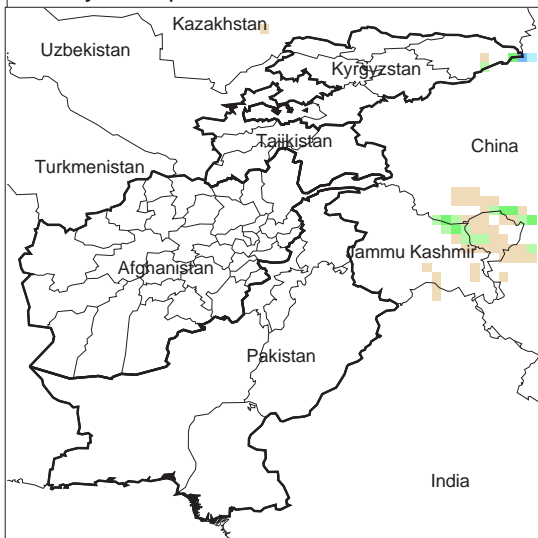 Kazakhstan
Uzbekistan
Kyrgyzstan
Tajikistan
China
Turkmenistan
Jammu Kashmir
Afghanistan
Pakistan
India